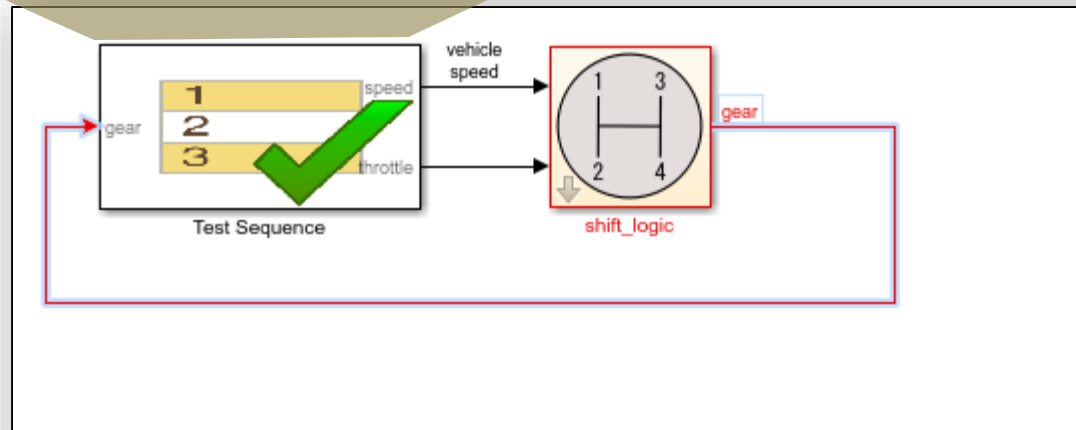 vehicle
speed
1
speed
gear
2
3
throttle
Test Sequence
1 3
2 4
shift_logic
gear